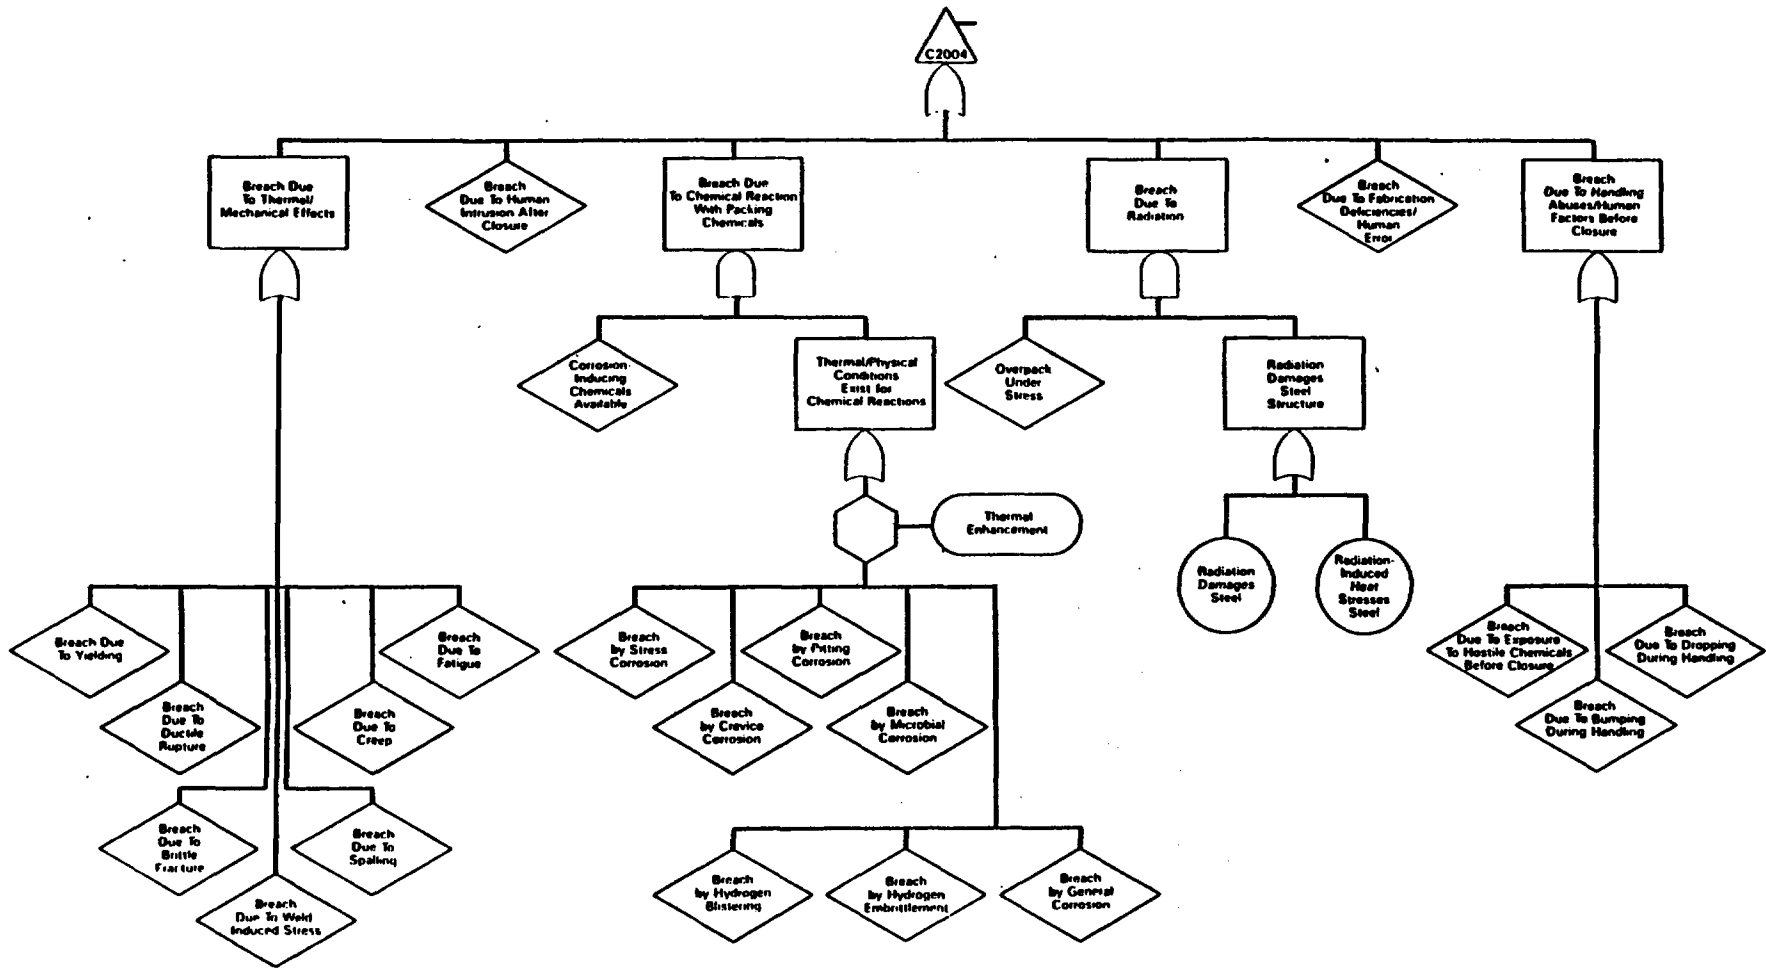 C2004
Breach Due
To Thermal/
Mechanical Effects
Breach
Due To Human
Intrusion After
Closure
Breach Due
To Chemical Reaction
With Packing
Chemicals
Breach
Due To
Radiation
Breach
Due To Fabrication
Deficiencies/
Human
Error
Breach
Due To Handling
Abuses/Human
Factors Before
Closure
Corrosion-
Inducing
Chemicals
Available
Thermal/Physical
Conditions
Exist for
Chemical Reactions
Overpack
Under
Stress
Radiation
Damages
Steel
Structure
Thermal
Enhancement
Radiation
Damages
Steel
Radiation-
Induced
Heat
Stresses
Steel
Breach Due
To Yielding
Breach
Due To
Fatigue
Breach
by Stress
Corrosion
Breach
by Pitting
Corrosion
Breach
Due To Exposure
To Hostile Chemicals
Before Closure
Breach
Due To Dropping
During Handling
Breach
Due To
Ductile
Rupture
Breach
Due To
Creep
Breach
by Crevice
Corrosion
Breach
by Microbial
Corrosion
Breach
Due To Bumping
During Handling
Breach
Due To
Brittle
Fracture
Breach
Due To
Spalling
Breach
by Hydrogen
Blistering
Breach
by Hydrogen
Embrittlement
Breach
by General
Corrosion
Breach
Due To Weld
Induced Stress